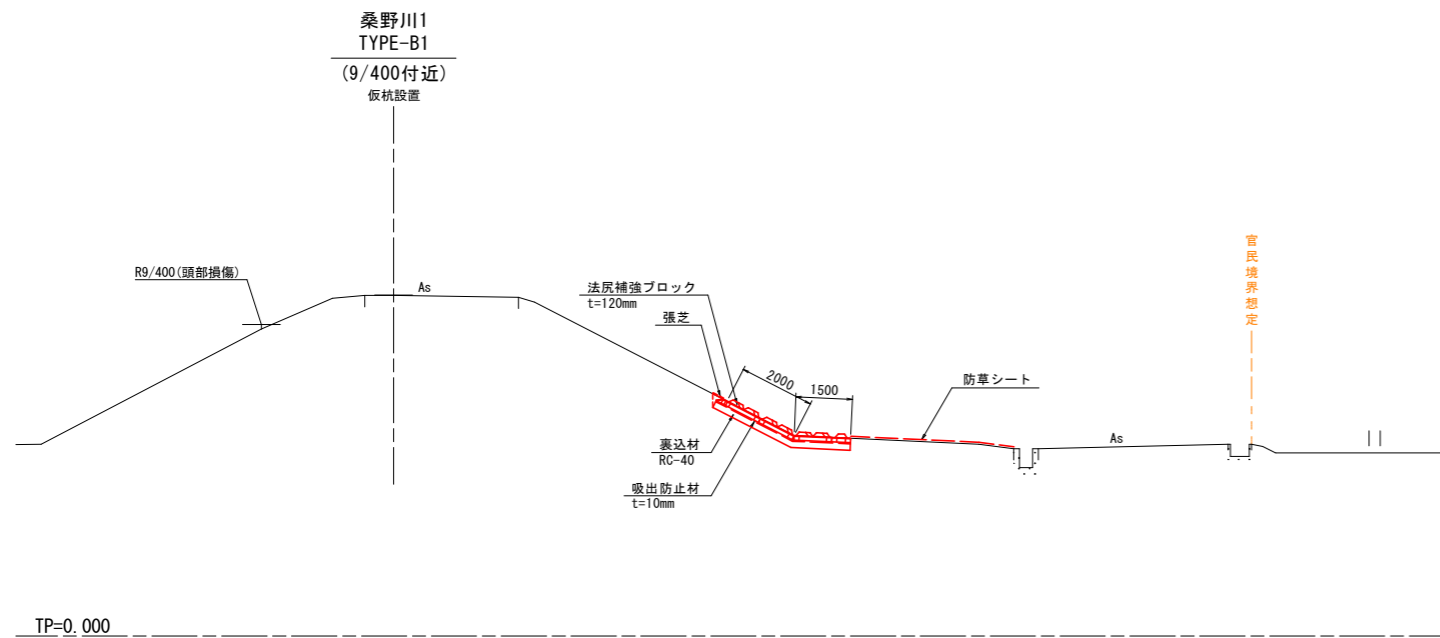 桑野川1
TYPE-B1
(9/400付近)
仮杭設置
官民境界想定
R9/400(頭部損傷)
As
法尻補強ブロック
t=120mm
張芝
2000
1500
防草シート
As
裏込材
RC-40
吸出防止材
t=10mm
TP=0.000